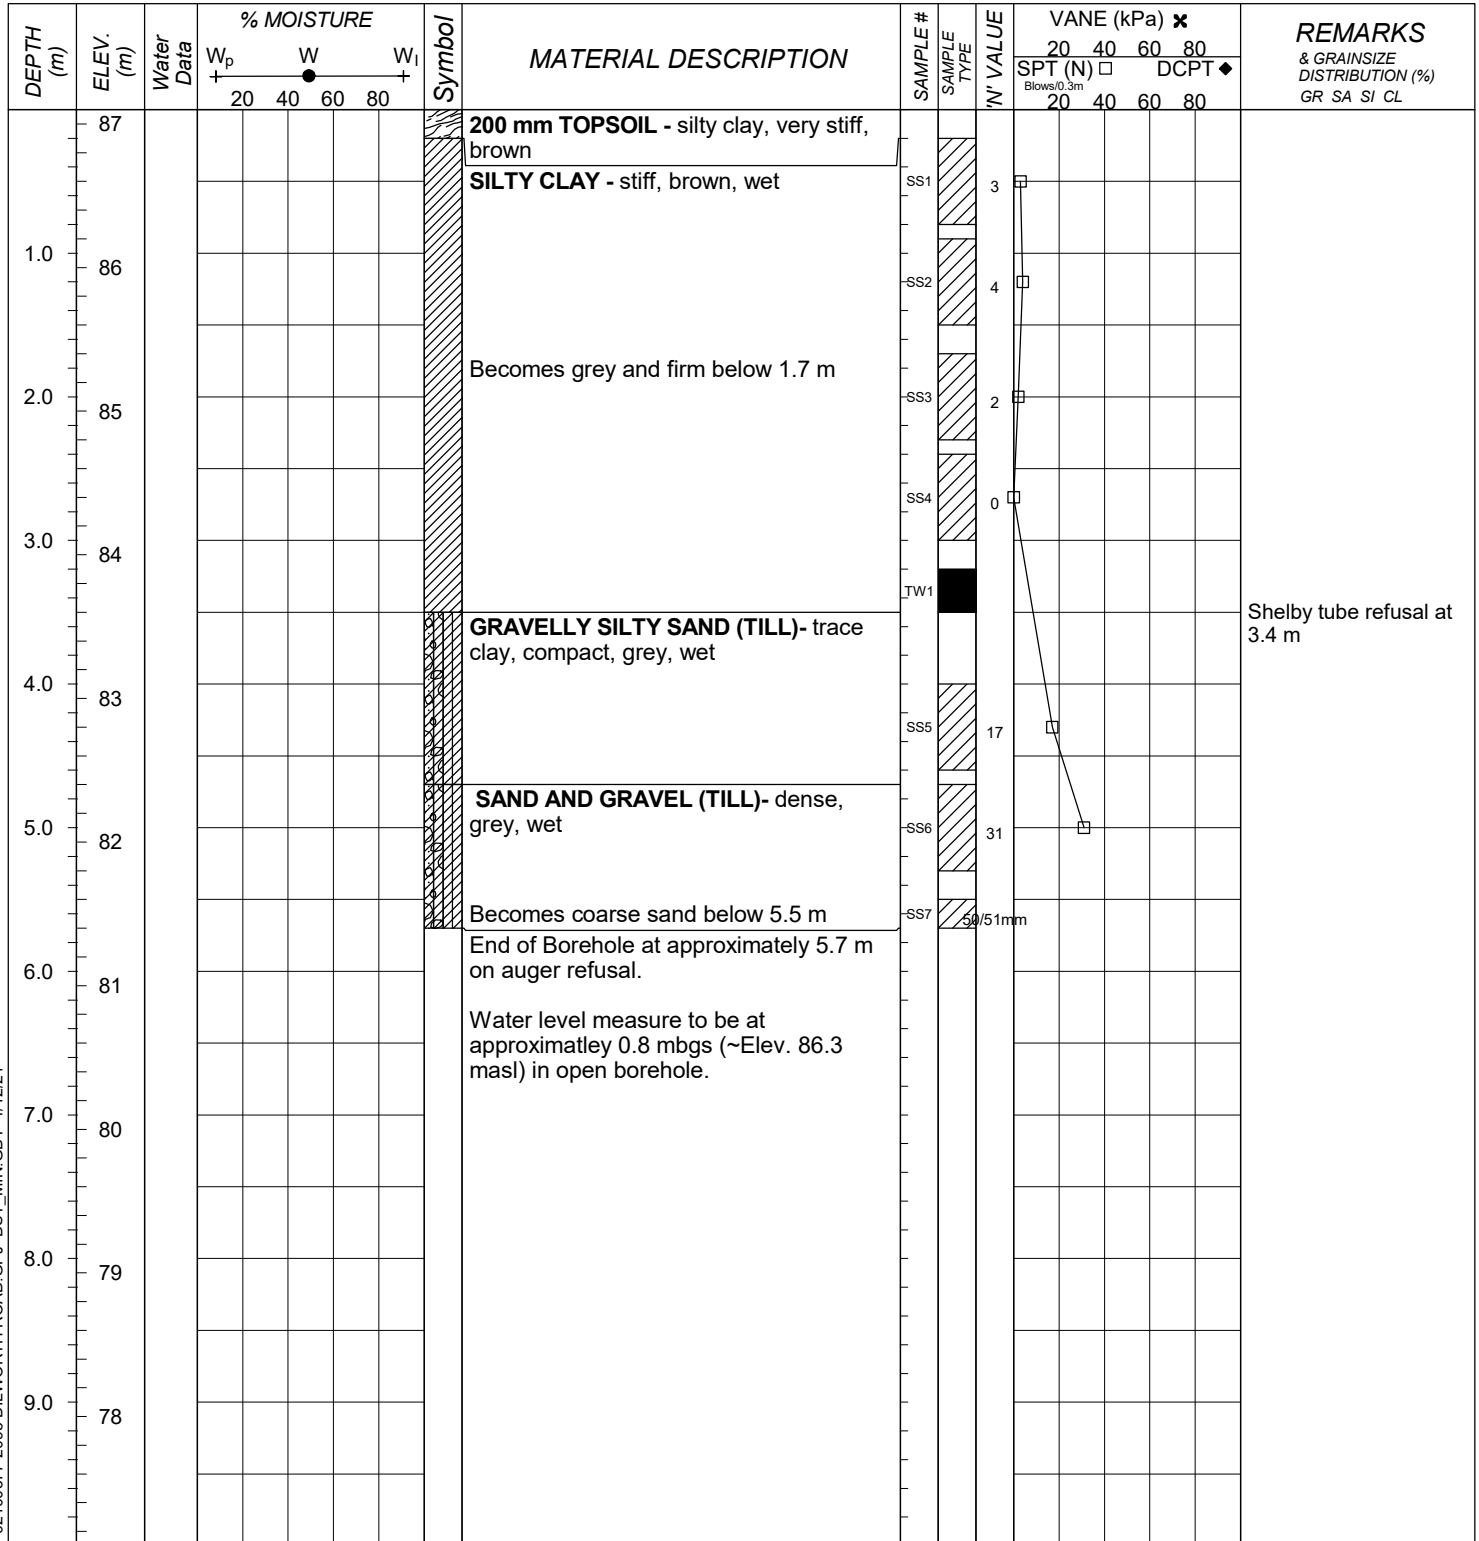 DEPTH (m)
ELEV. (m)
Water Data
% MOISTURE
Wp W Wl
20 40 60 80
Symbol
MATERIAL DESCRIPTION
SAMPLE #
SAMPLE TYPE
'N' VALUE
VANE (kPa) ✖
20 40 60 80
SPT (N) □ DCPT ◆
Blows/0.3m
20 40 60 80
REMARKS
& GRAINSIZE
DISTRIBUTION (%)
GR SA SI CL
87
200 mm TOPSOIL - silty clay, very stiff,
brown
SILTY CLAY - stiff, brown, wet
SS1 3
1.0
86
SS2 4
Becomes grey and firm below 1.7 m
2.0
85
SS3 2
SS4 0
3.0
84
TW1
Shelby tube refusal at
3.4 m
GRAVELLY SILTY SAND (TILL)- trace
clay, compact, grey, wet
4.0
83
SS5 17
SAND AND GRAVEL (TILL)- dense,
grey, wet
5.0
82
SS6 31
Becomes coarse sand below 5.5 m
SS7 50/51mm
End of Borehole at approximately 5.7 m
on auger refusal.
6.0
81
Water level measure to be at
approximatley 0.8 mbgs (~Elev. 86.3
masl) in open borehole.
7.0
80
8.0
79
9.0
78